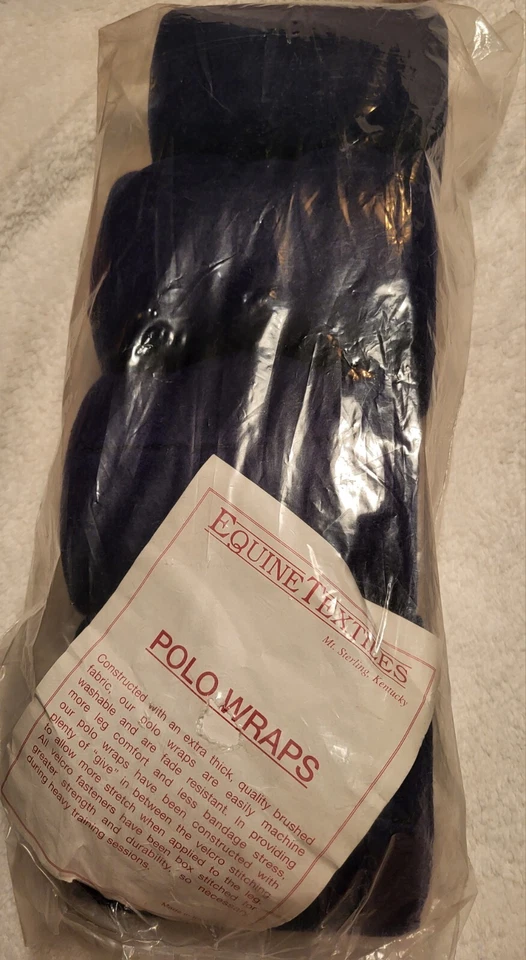 EQUINE TEXTILES
Mt. Sterling, Kentucky
POLO WRAPS
Constructed with an extra thick, quality brushed
fabric, our polo wraps are easily machine
washable and are fade resistant. In providing
more leg comfort and less bandage stress,
our polo wraps have been constructed with
plenty of "give" in between the velcro stitching
to allow more stretch when applied to the leg.
All velcro fasteners have been box stitched for
greater strength and durability, so necessary
during heavy training sessions.